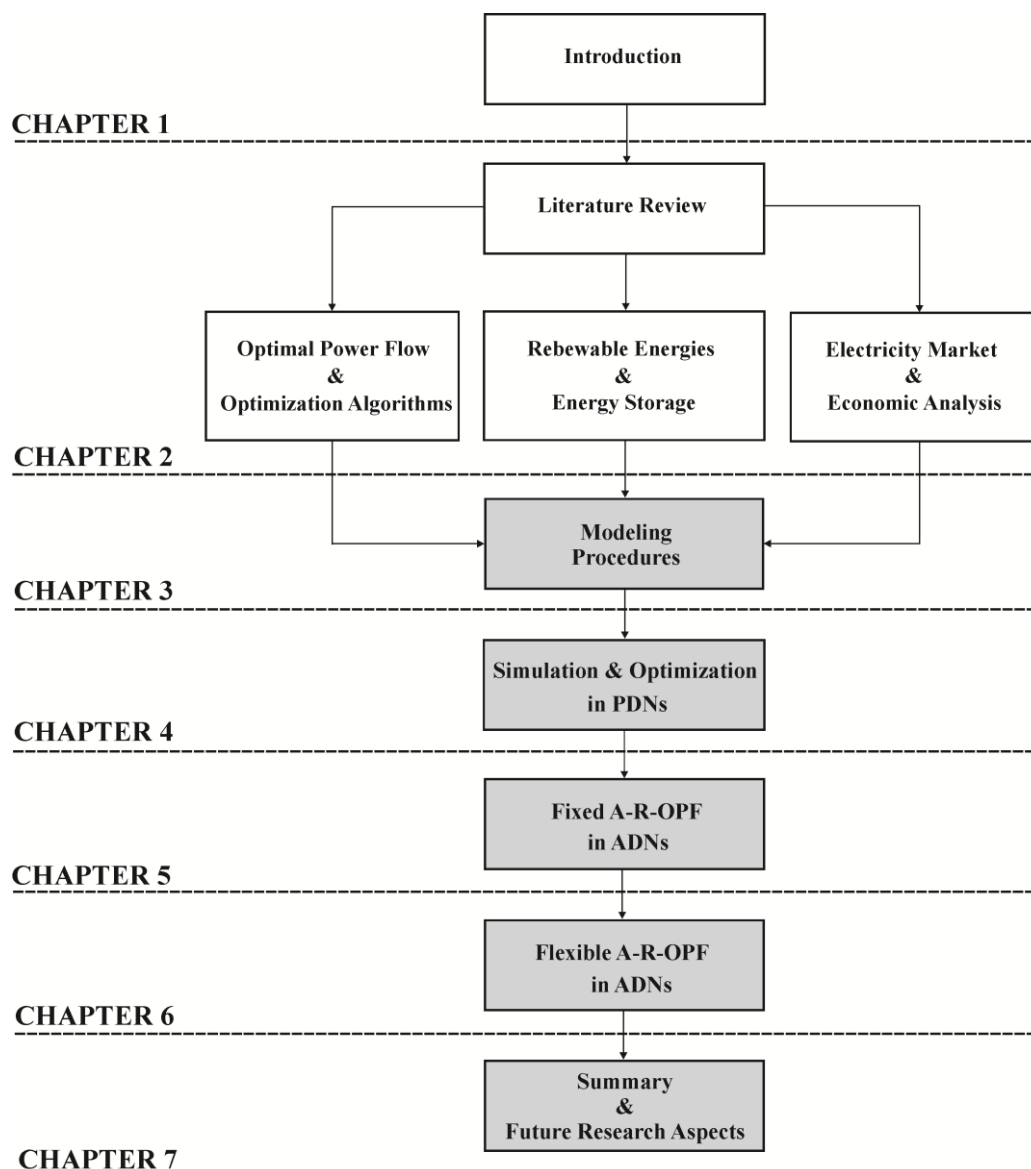 Introduction
CHAPTER 1
Literature Review
Optimal Power Flow
&
Optimization Algorithms
Rebewable Energies
&
Energy Storage
Electricity Market
&
Economic Analysis
CHAPTER 2
Modeling
Procedures
CHAPTER 3
Simulation & Optimization
in PDNs
CHAPTER 4
Fixed A-R-OPF
in ADNs
CHAPTER 5
Flexible A-R-OPF
in ADNs
CHAPTER 6
Summary
&
Future Research Aspects
CHAPTER 7